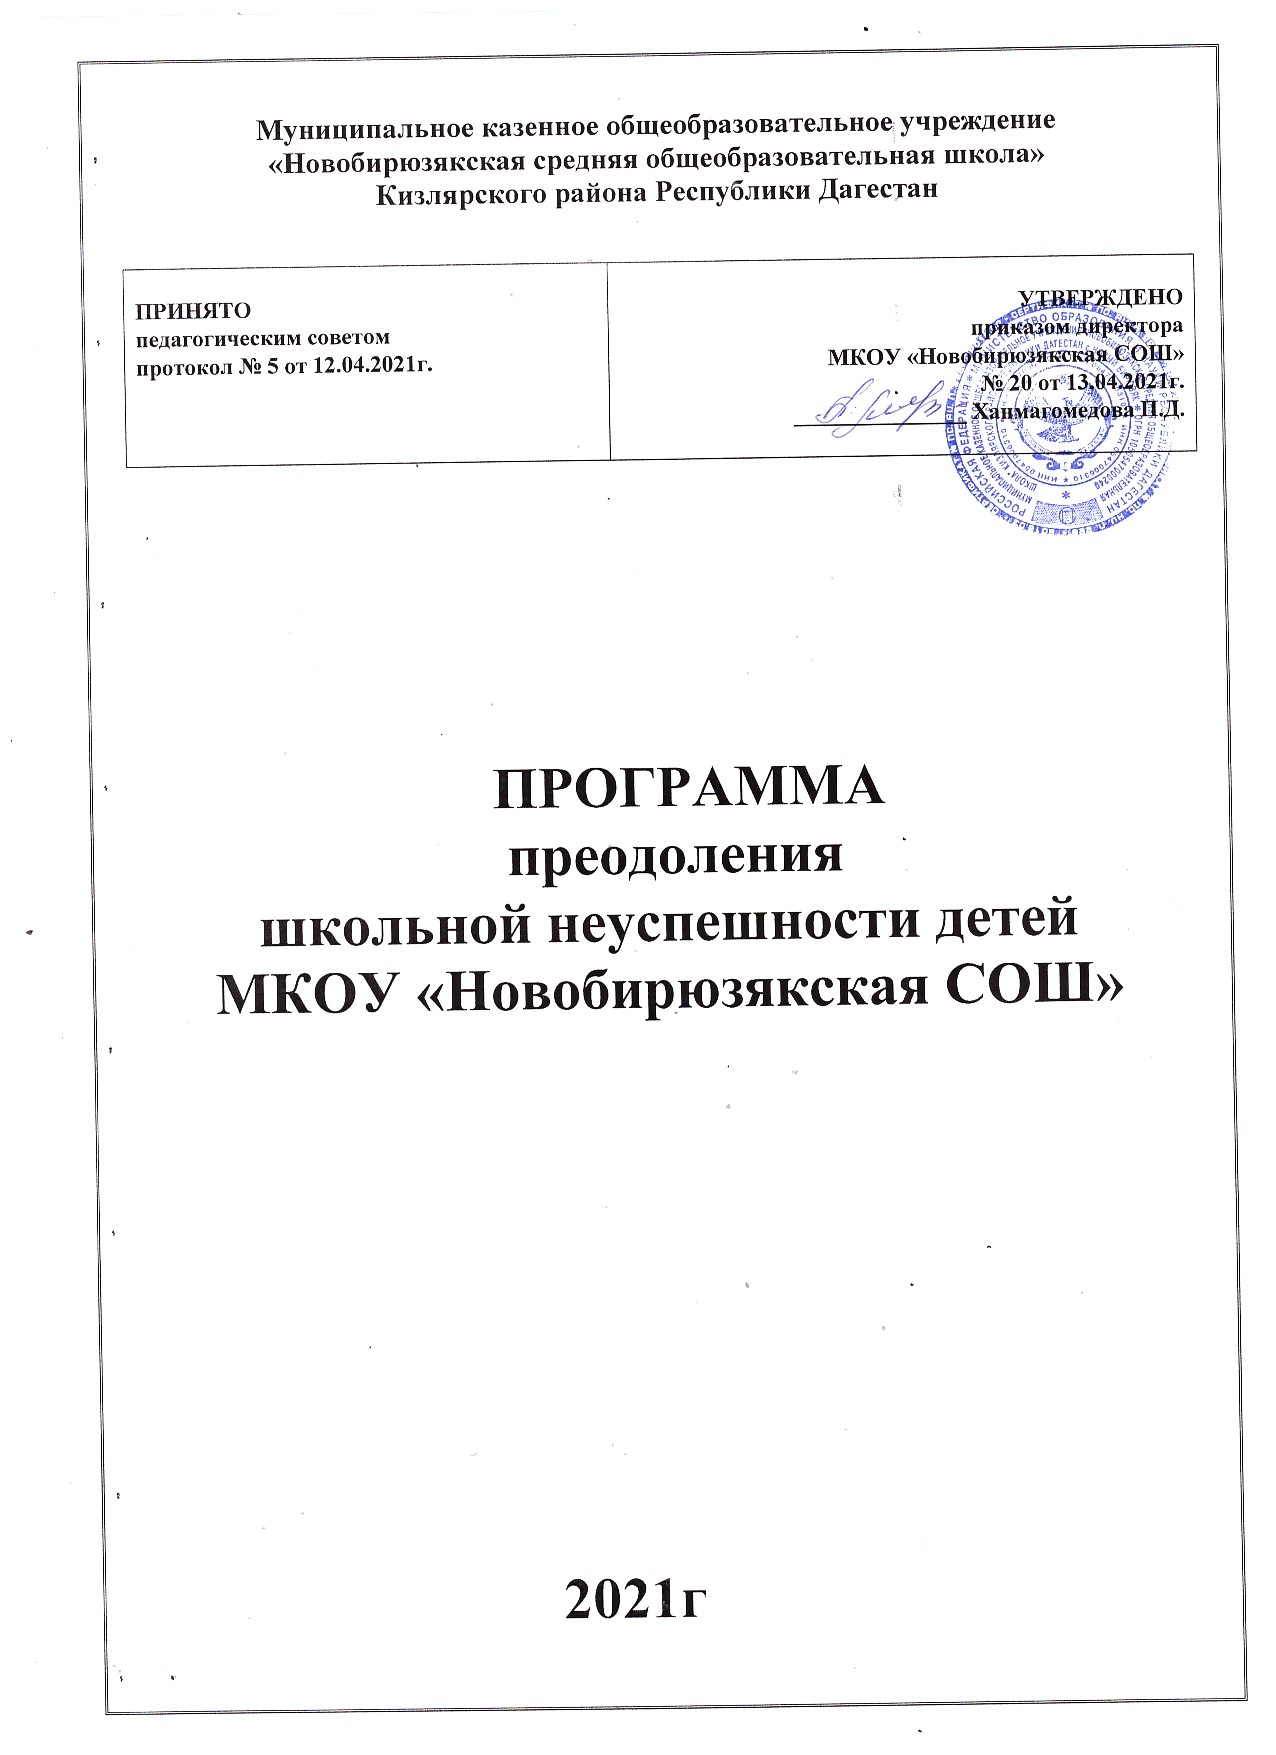 Муниципальное казенное общеобразовательное учреждение
«Новобирюзякская средняя общеобразовательная школа»
Кизлярского района Республики Дагестан
ПРИНЯТО
педагогическим советом
протокол № 5 от 12.04.2021г.
УТВЕРЖДЕНО
приказом директора
МКОУ «Новобирюзякская СОШ»
№ 20 от 13.04.2021г.
Ханмагомедова П.Д.
РОССИЙСКАЯ ФЕДЕРАЦИЯ
ПРОГРАММА
преодоления
школьной неуспешности детей
МКОУ «Новобирюзякская СОШ»
2021г